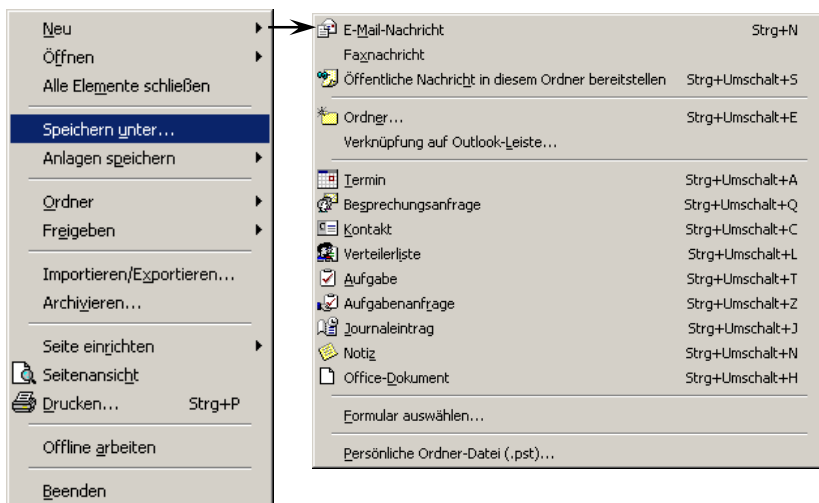 Neu
Öffnen
Alle Elemente schließen
Speichern unter...
Anlagen speichern
Ordner
Freigeben
Importieren/Exportieren...
Archivieren...
Seite einrichten
Seitenansicht
Drucken... Strg+P
Offline arbeiten
Beenden
E-Mail-Nachricht Strg+N
Faxnachricht
Öffentliche Nachricht in diesem Ordner bereitstellen Strg+Umschalt+S
Ordner... Strg+Umschalt+E
Verknüpfung auf Outlook-Leiste...
Termin Strg+Umschalt+A
Besprechungsanfrage Strg+Umschalt+Q
Kontakt Strg+Umschalt+C
Verteilerliste Strg+Umschalt+L
Aufgabe Strg+Umschalt+T
Aufgabenanfrage Strg+Umschalt+Z
Journaleintrag Strg+Umschalt+J
Notiz Strg+Umschalt+N
Office-Dokument Strg+Umschalt+H
Formular auswählen...
Persönliche Ordner-Datei (.pst)...